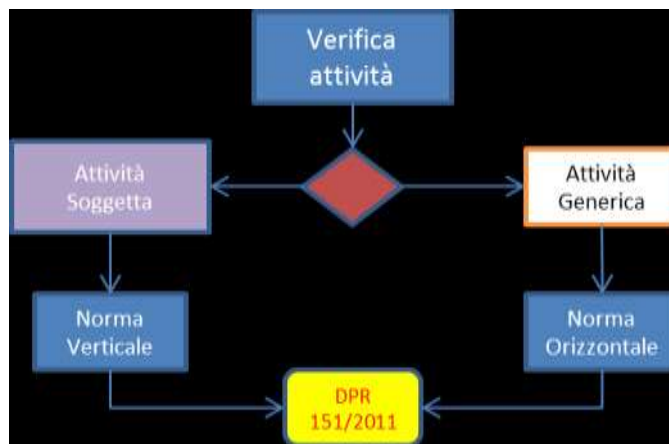 Verifica
attività
Attività
Soggetta
Attività
Generica
Norma
Verticale
Norma
Orizzontale
DPR
151/2011